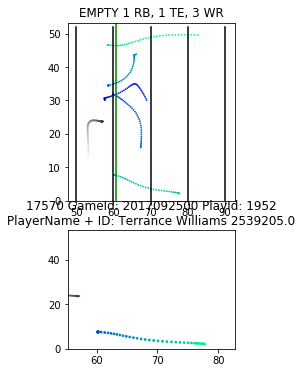 EMPTY 1 RB, 1 TE, 3 WR
50
40
30
20
10
0
50 60 70 80 90
17570 GameId: 2017092500 PlayId: 1952
PlayerName + ID: Terrance Williams 2539205.0
40
20
0
60 70 80